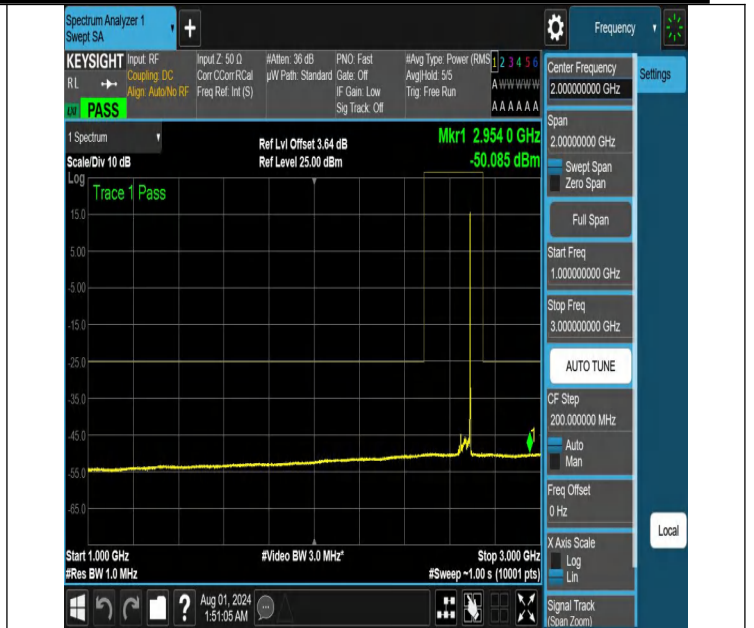 Spectrum Analyzer 1
Swept SA
+
Frequency
KEYSIGHT
Input: RF
Input Z: 50 Ω
#Atten: 36 dB
PNO: Fast
#Avg Type: Power (RMS
1 2 3 4 5 6
RL
Coupling: DC
Corr CCorr RCal
µW Path: Standard
Gate: Off
Avg|Hold: 5/5
A W W W W W
Align: Auto/No RF
Freq Ref: Int (S)
IF Gain: Low
Trig: Free Run
Sig Track: Off
A A A A A A
LXI
PASS
1 Spectrum
Ref Lvl Offset 3.64 dB
Mkr1 2.954 0 GHz
Scale/Div 10 dB
Ref Level 25.00 dBm
-50.085 dBm
Log
Trace 1 Pass
15.0
5.00
-5.00
-15.0
-25.0
-35.0
-45.0
1
-55.0
-65.0
Start 1.000 GHz
#Video BW 3.0 MHz*
Stop 3.000 GHz
#Res BW 1.0 MHz
#Sweep ~1.00 s (10001 pts)
Center Frequency
2.000000000 GHz
Settings
Span
2.00000000 GHz
Swept Span
Zero Span
Full Span
Start Freq
1.000000000 GHz
Stop Freq
3.000000000 GHz
AUTO TUNE
CF Step
200.000000 MHz
Auto
Man
Freq Offset
0 Hz
X Axis Scale
Log
Lin
Local
Signal Track
(Span Zoom)
?
Aug 01, 2024
1:51:05 AM